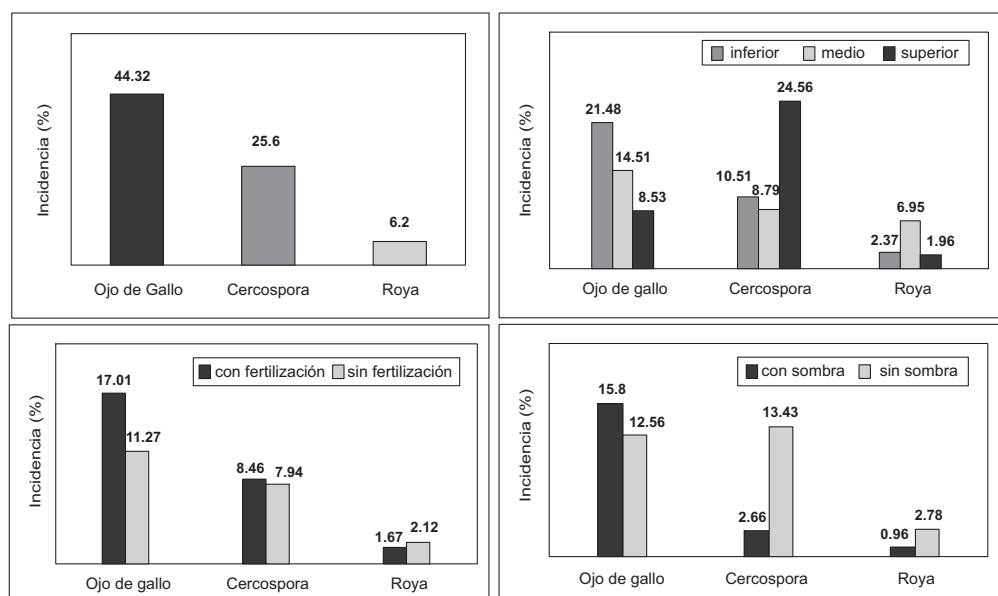 44.32
25.6
6.2
Incidencia (%)
Ojo de Gallo Cercospora Roya
inferior medio superior
21.48
14.51
8.53
10.51
8.79
24.56
2.37
6.95
1.96
Incidencia (%)
Ojo de gallo Cercospora Roya
con fertilización sin fertilización
17.01
11.27
8.46
7.94
1.67
2.12
Incidencia (%)
Ojo de gallo Cercospora Roya
con sombra sin sombra
15.8
12.56
2.66
13.43
0.96
2.78
Incidencia (%)
Ojo de gallo Cercospora Roya